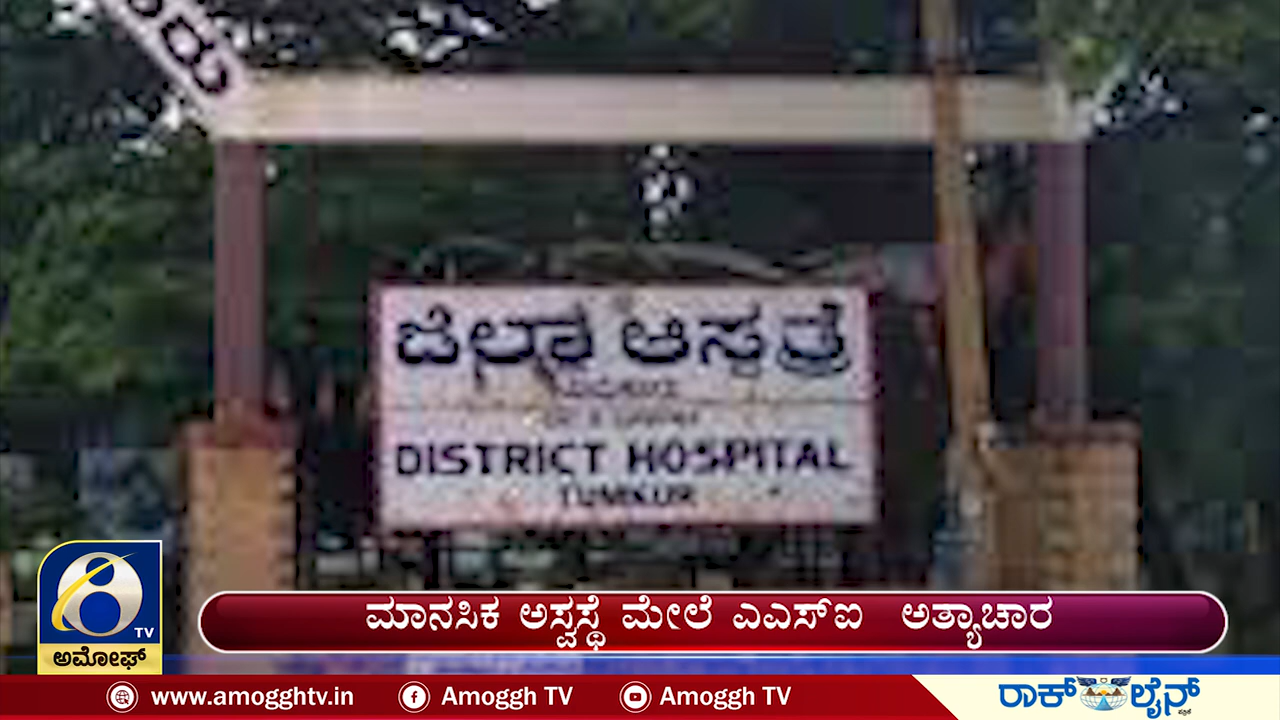 ಜಿಲ್ಲಾ ಆಸ್ಪತ್ರೆ
DISTRICT HOSPITAL
TUMKUR
ಮಾನಸಿಕ ಅಸ್ವಸ್ಥೆ ಮೇಲೆ ಎಎಸ್ಐ ಅತ್ಯಾಚಾರ
TV
ಅಮೋಘ್
www.amogghtv.in Amoggh TV Amoggh TV ರಾಕ್ ಲೈನ್